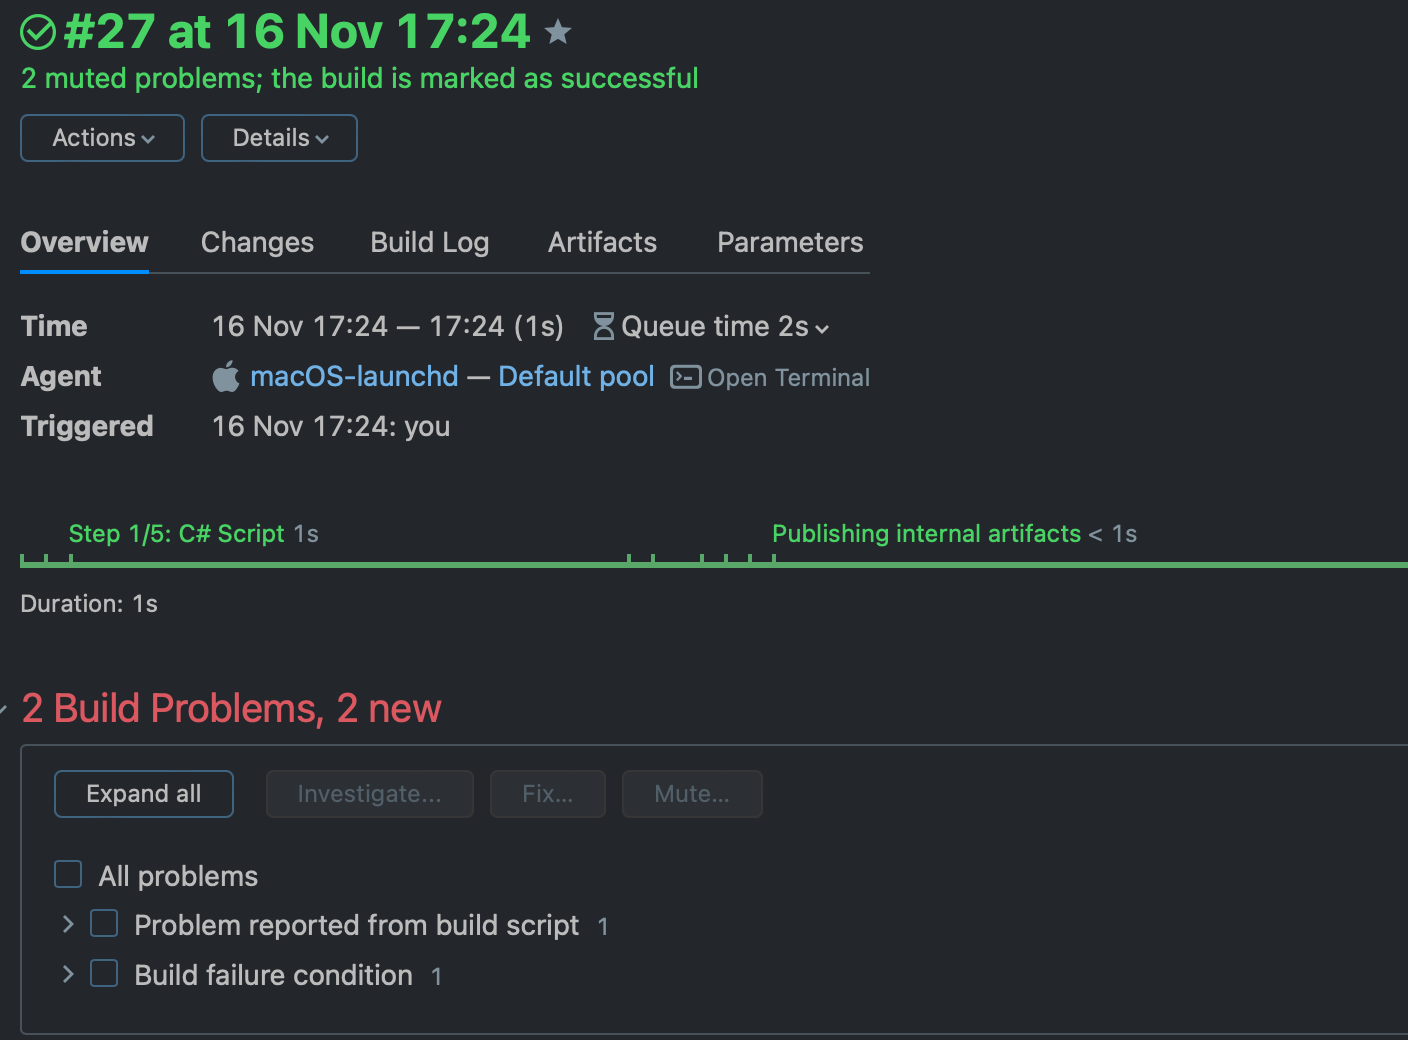 #27 at 16 Nov 17:24
2 muted problems; the build is marked as successful
Actions Details
Overview Changes Build Log Artifacts Parameters
Time 16 Nov 17:24 — 17:24 (1s) Queue time 2s
Agent macOS-launchd — Default pool Open Terminal
Triggered 16 Nov 17:24: you
Step 1/5: C# Script 1s Publishing internal artifacts < 1s
Duration: 1s
2 Build Problems, 2 new
Expand all Investigate... Fix... Mute...
All problems
Problem reported from build script 1
Build failure condition 1